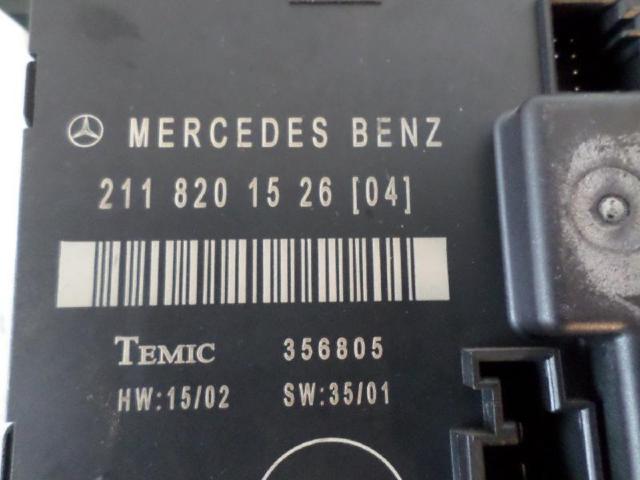 MERCEDES BENZ
211 820 15 26 [04]
TEMIC 356805
HW:15/02 SW:35/01